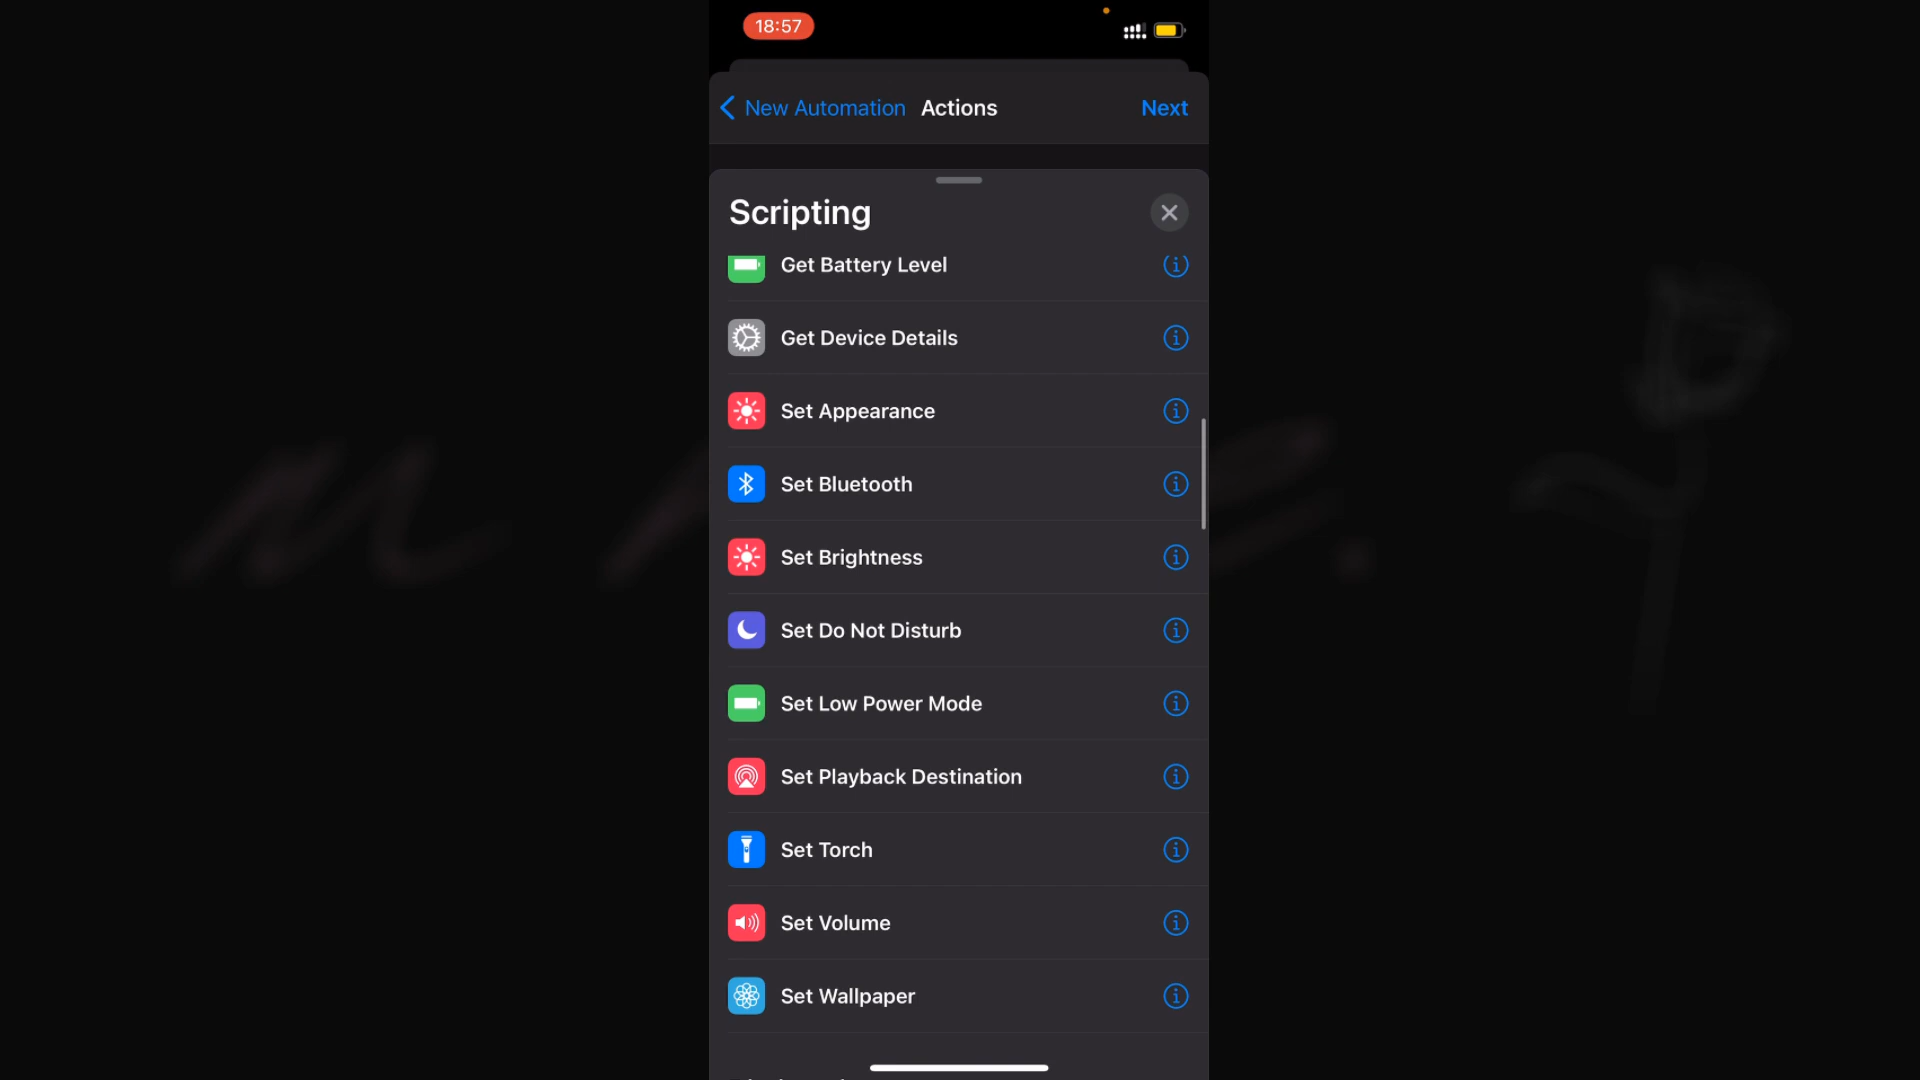 18:57
New Automation Actions Next
Scripting
Get Battery Level
Get Device Details
Set Appearance
Set Bluetooth
Set Brightness
Set Do Not Disturb
Set Low Power Mode
Set Playback Destination
Set Torch
Set Volume
Set Wallpaper